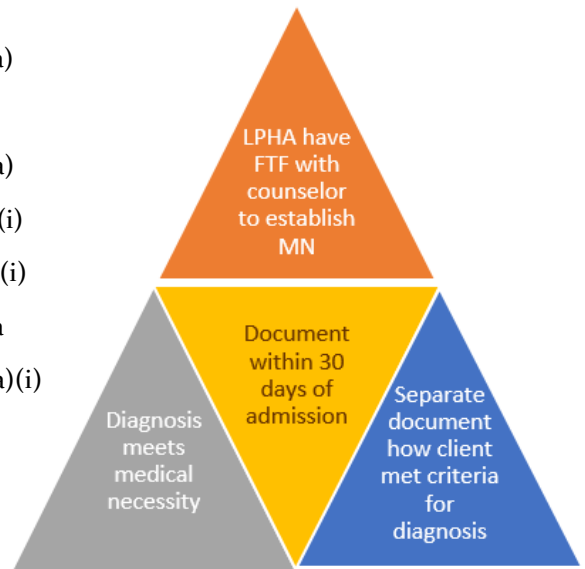 a)
a)
(i)
(i)
a
a)(i)
LPHA have
FTF with
counselor
to establish
MN
Document
within 30
days of
admission
Diagnosis
meets
medical
necessity
Separate
document
how client
met criteria
for
diagnosis